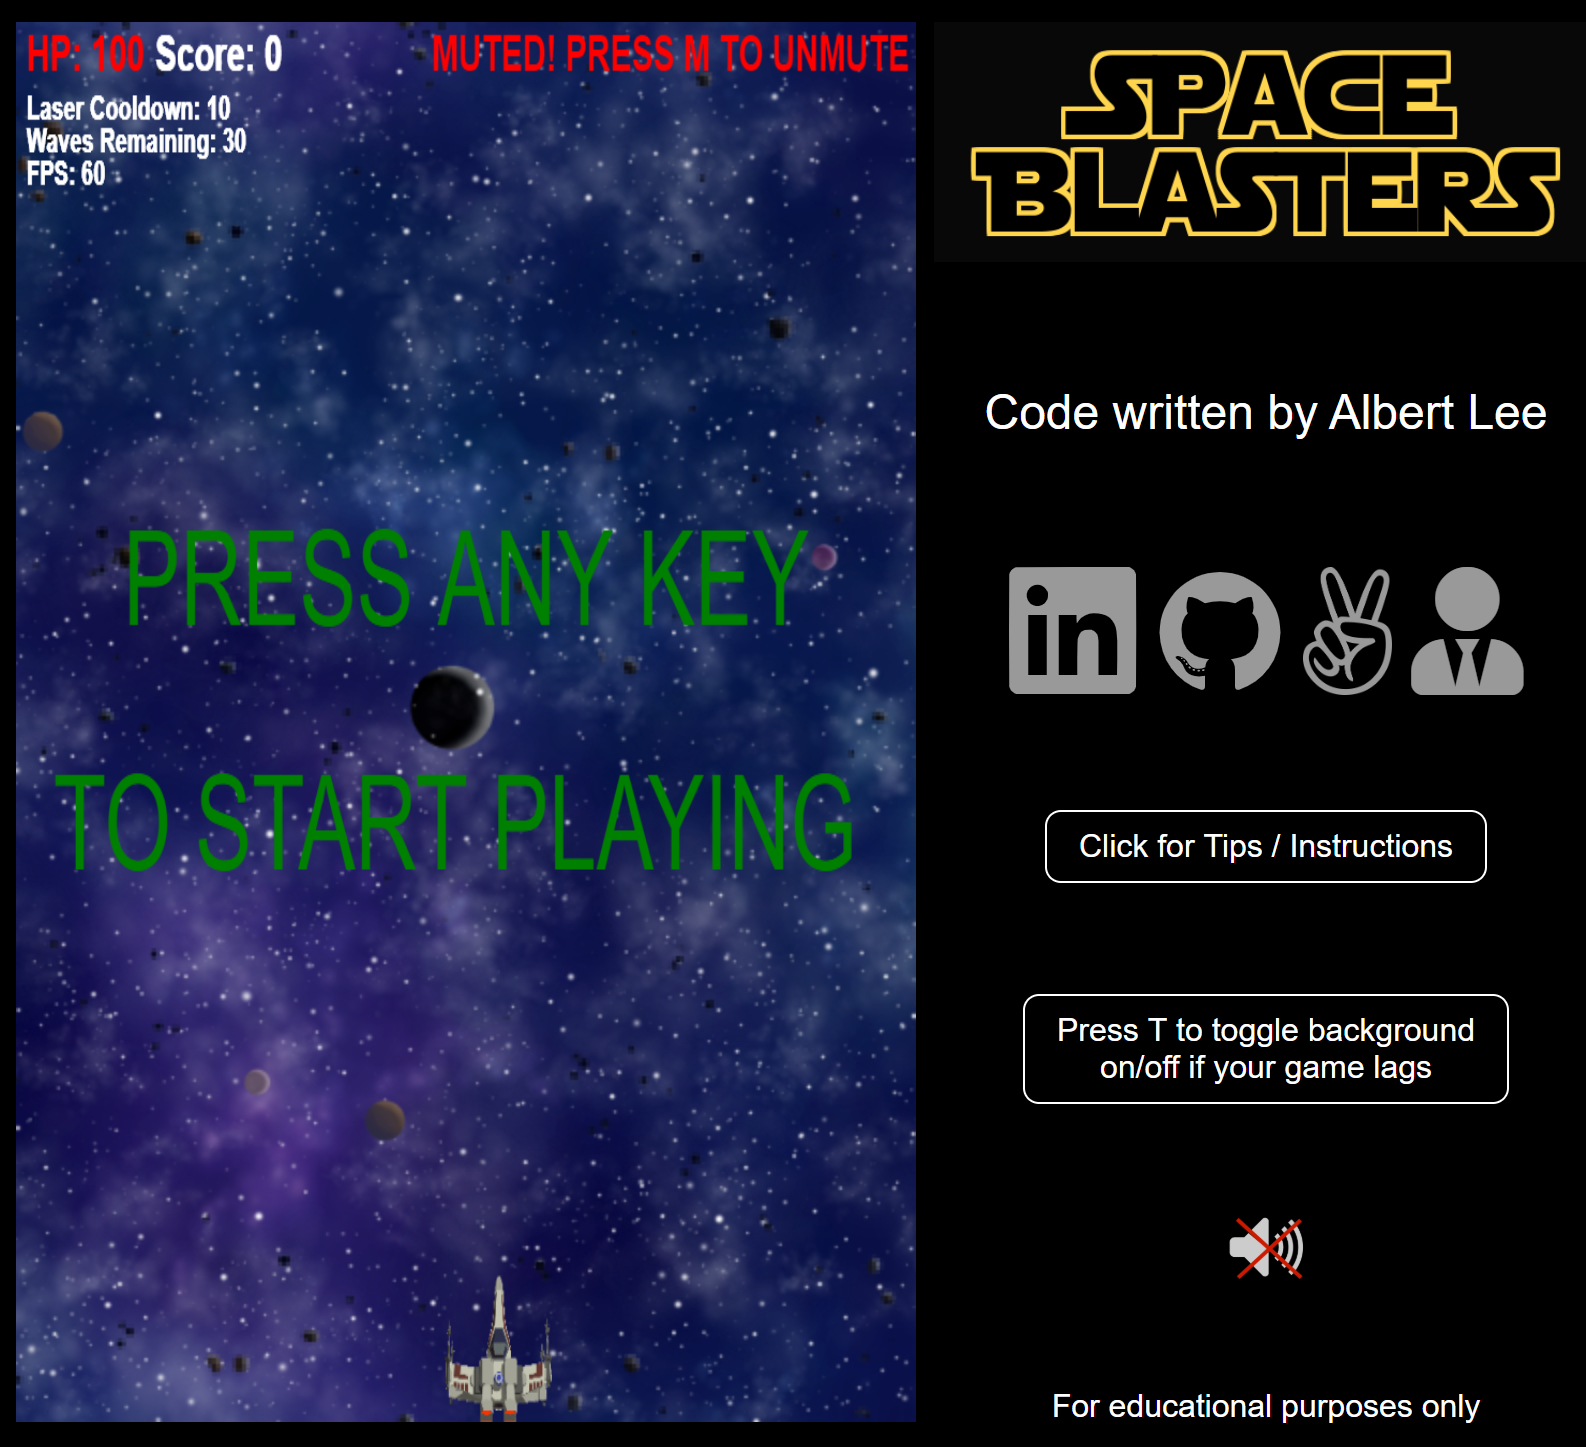 HP: 100 Score: 0
MUTED! PRESS M TO UNMUTE
Laser Cooldown: 10
Waves Remaining: 30
FPS: 60
PRESS ANY KEY
TO START PLAYING
SPACE
BLASTERS
Code written by Albert Lee
in
Click for Tips / Instructions
Press T to toggle background
on/off if your game lags
For educational purposes only